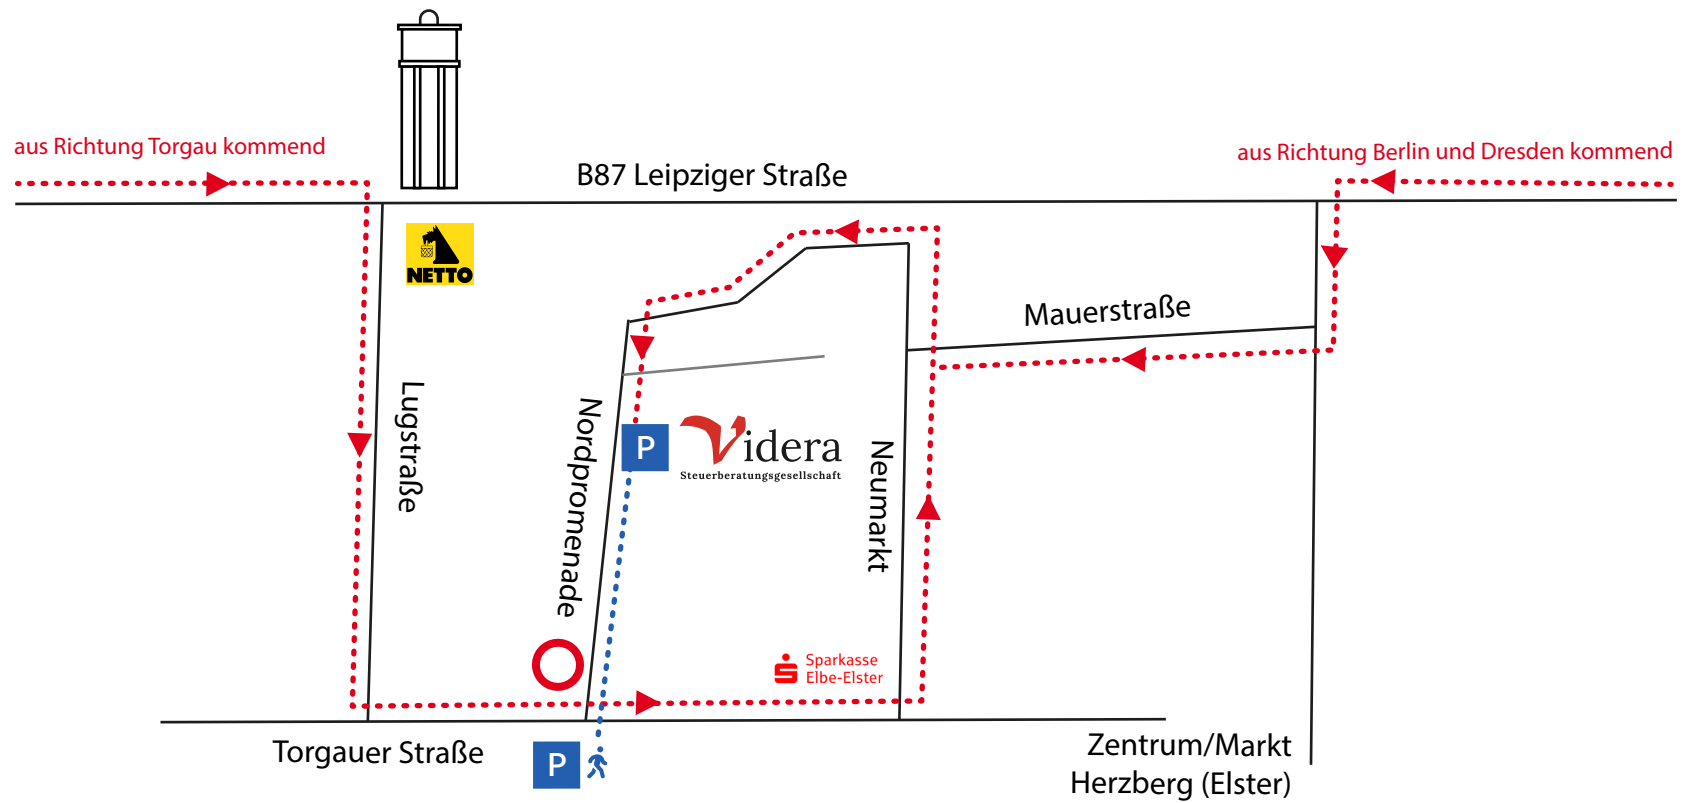 aus Richtung Torgau kommend
aus Richtung Berlin und Dresden kommend
B87 Leipziger Straße
NETTO
Mauerstraße
Lugstraße
Nordpromenade
P
Videra
Steuerberatungsgesellschaft
Neumarkt
Sparkasse
Elbe-Elster
Torgauer Straße
P
Zentrum/Markt
Herzberg (Elster)